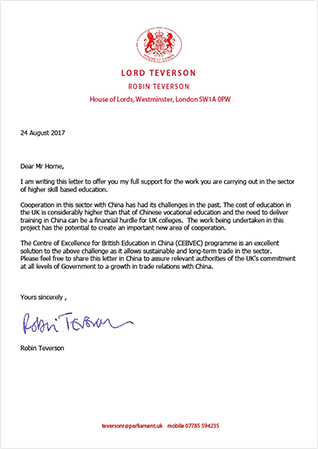 LORD TEVERSON
ROBIN TEVERSON
House of Lords, Westminster, London SW1A 0PW
24 August 2017
Dear Mr Horne,
I am writing this letter to offer you my full support for the work you are carrying out in the sector
of higher skill based education.
Cooperation in this sector with China has had its challenges in the past. The cost of education in
the UK is considerably higher than that of Chinese vocational education and the need to deliver
training in China can be a financial hurdle for UK colleges. The work being undertaken in this
project has the potential to create an important new area of cooperation.
The Centre of Excellence for British Education in China (CEBVEC) programme is an excellent
solution to the above challenge as it allows sustainable and long-term trade in the sector.
Please feel free to share this letter in China to assure relevant authorities of the UK's commitment
at all levels of Government to a growth in trade relations with China.
Yours sincerely ,
Robin Teverson
Robin Teverson
teversonr@parliament.uk mobile 07785 594235